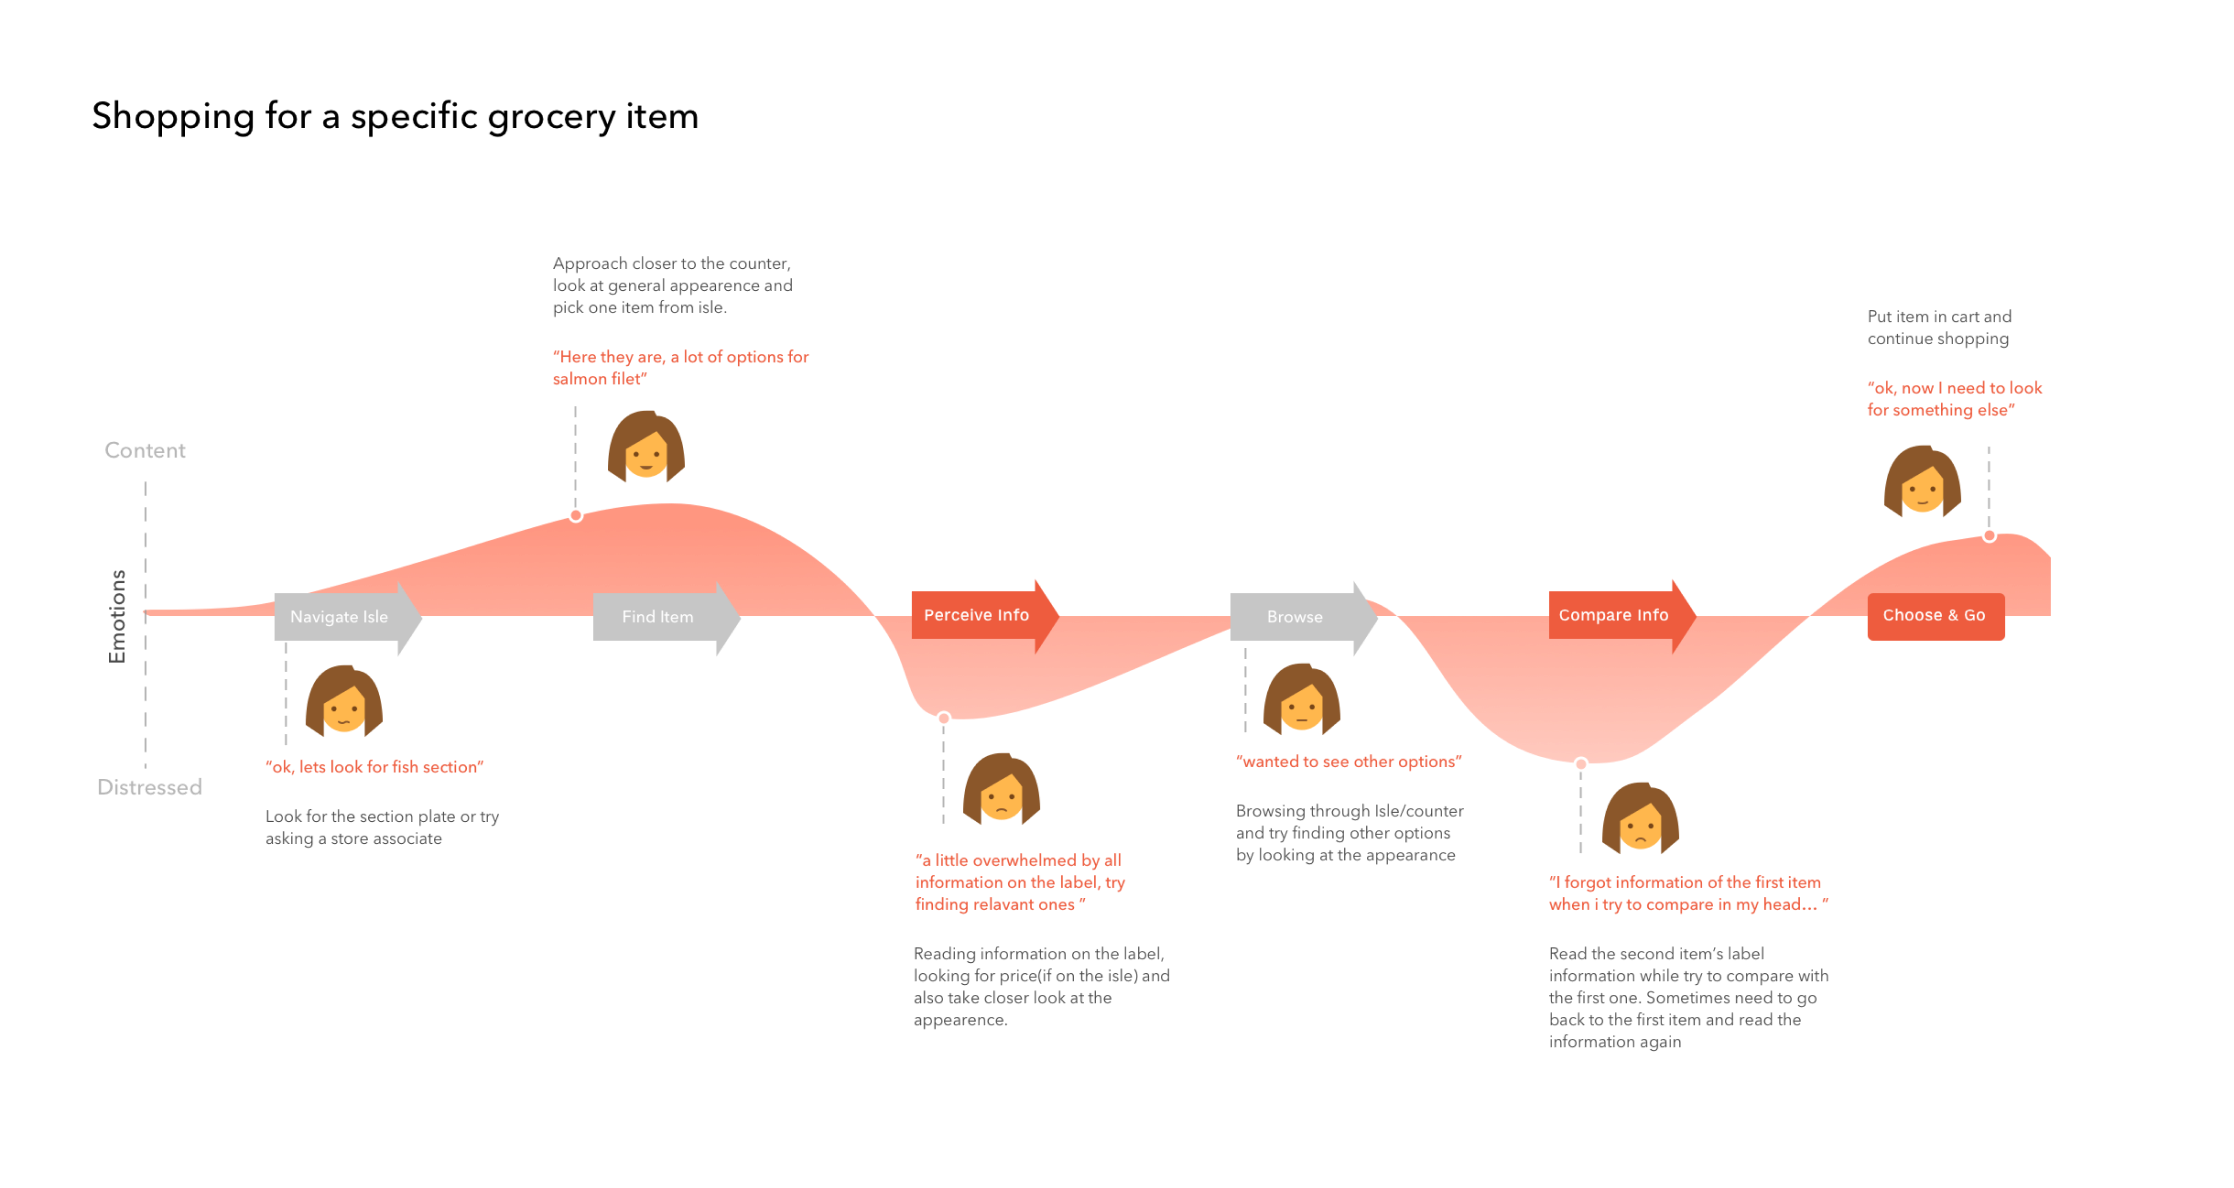 Shopping for a specific grocery item
Approach closer to the counter,
look at general appearence and
pick one item from isle.
“Here they are, a lot of options for
salmon filet”
Put item in cart and
continue shopping
“ok, now I need to look
for something else”
Content
Emotions
Distressed
Navigate Isle
Find Item
Perceive Info
Browse
Compare Info
Choose & Go
“ok, lets look for fish section”
Look for the section plate or try
asking a store associate
“a little overwhelmed by all
information on the label, try
finding relavant ones ”
Reading information on the label,
looking for price(if on the isle) and
also take closer look at the
appearence.
“wanted to see other options”
Browsing through Isle/counter
and try finding other options
by looking at the appearance
“I forgot information of the first item
when i try to compare in my head... ”
Read the second item’s label
information while try to compare with
the first one. Sometimes need to go
back to the first item and read the
information again